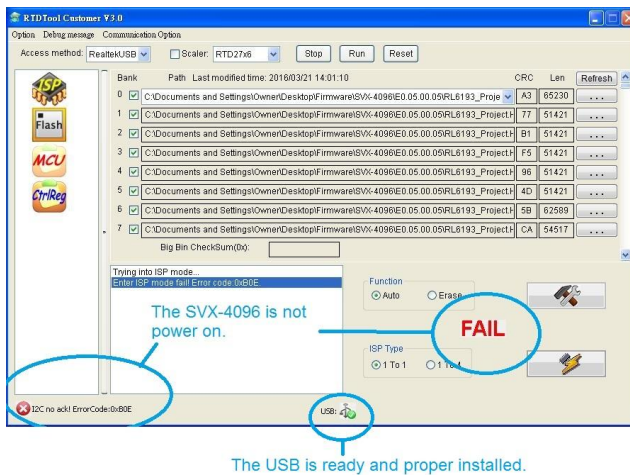 RTDTool Customer V3.0
Option Debug message Communication Option
Access method: RealtekUSB Scaler: RTD27x6 Stop Run Reset
Bank Path Last modified time: 2016/03/21 14:01:10 CRC Len Refresh
0 C:\Documents and Settings\Owner\Desktop\Firmware\SVX-4096\E0.05.00.05\RL6193_Proje A3 65230 ...
1 C:\Documents and Settings\Owner\Desktop\Firmware\SVX-4096\E0.05.00.05\RL6193_Project.H 77 51421 ...
2 C:\Documents and Settings\Owner\Desktop\Firmware\SVX-4096\E0.05.00.05\RL6193_Project.H B1 51421 ...
3 C:\Documents and Settings\Owner\Desktop\Firmware\SVX-4096\E0.05.00.05\RL6193_Project.H F5 51421 ...
4 C:\Documents and Settings\Owner\Desktop\Firmware\SVX-4096\E0.05.00.05\RL6193_Project.H 96 51421 ...
5 C:\Documents and Settings\Owner\Desktop\Firmware\SVX-4096\E0.05.00.05\RL6193_Project.H 4D 51421 ...
6 C:\Documents and Settings\Owner\Desktop\Firmware\SVX-4096\E0.05.00.05\RL6193_Project.H 5B 62589 ...
7 C:\Documents and Settings\Owner\Desktop\Firmware\SVX-4096\E0.05.00.05\RL6193_Project.H CA 54517 ...
ISP
Flash
MCU
CtrlReg
Big Bin CheckSum(0x):
Trying into ISP mode...
Enter ISP mode fail! Error code:0xB0E
The SVX-4096 is not
power on.
Function
Auto Erase
FAIL
ISP Type
1 To 1 1 To 4
I2C no ack! ErrorCode:0xB0E
USB:
The USB is ready and proper installed.